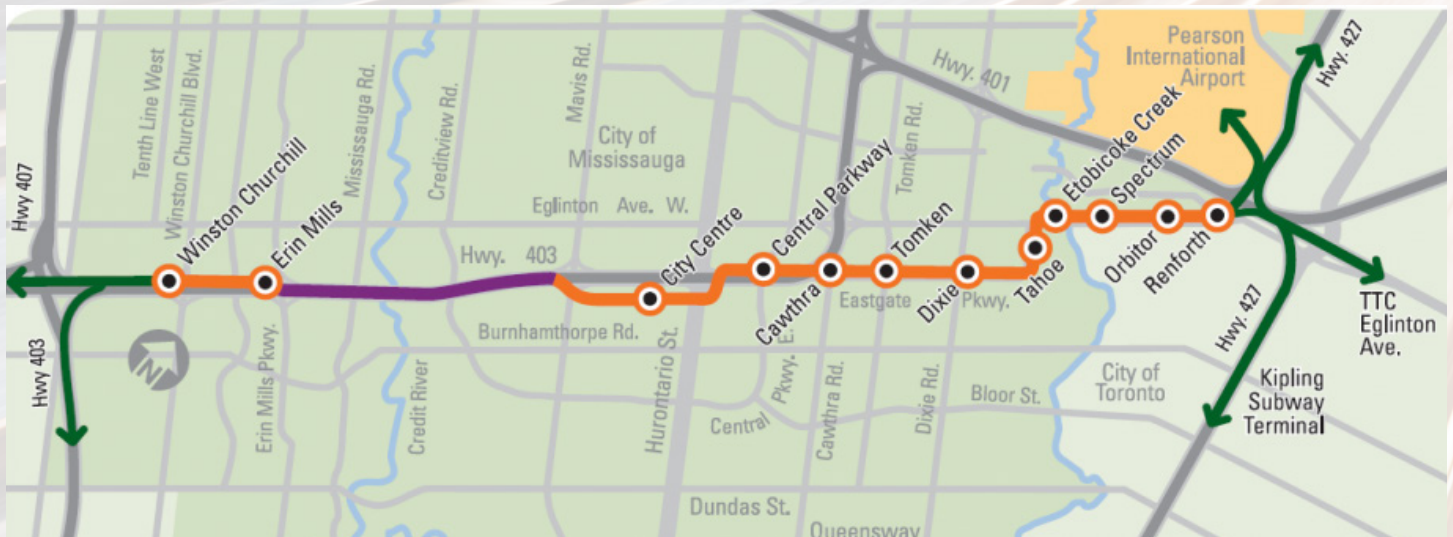 Hwy 407
Hwy 403
Tenth Line West
Winston Churchill Blvd.
Winston Churchill
Erin Mills
Erin Mills Pkwy.
Mississauga Rd.
Credit River
Creditview Rd.
Mavis Rd.
City of
Mississauga
Eglinton Ave. W.
Hwy. 403
Burnhamthorpe Rd.
City Centre
Hurontario St.
Central Parkway
Cawthra
Tomken
Tomken Rd.
Eastgate Pkwy.
Dixie
Tahoe
Etobicoke Creek
Spectrum
Orbitor
Renforth
Hwy. 401
Pearson
International
Airport
Hwy. 427
Hwy. 427
TTC
Eglinton
Ave.
Kipling
Subway
Terminal
City of
Toronto
Central Pkwy. E.
Cawthra Rd.
Dixie Rd.
Bloor St.
Dundas St.
Queensway
N